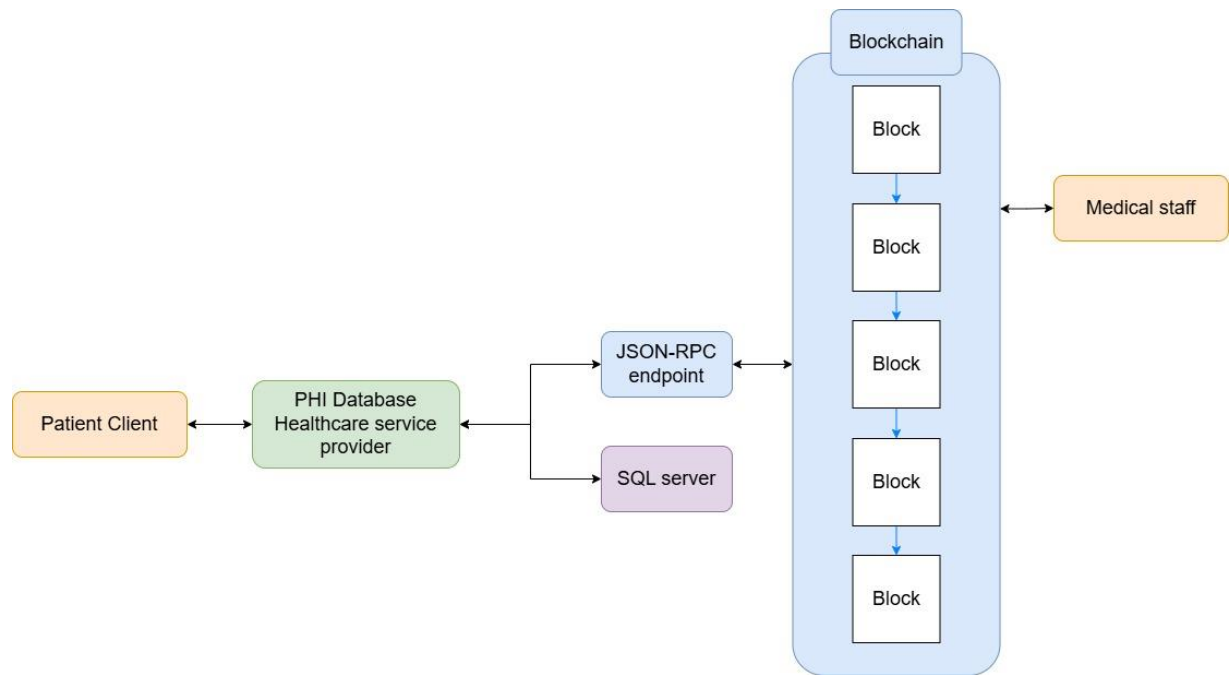 Blockchain
Block
Block
Medical staff
Block
JSON-RPC
endpoint
PHI Database
Healthcare service
provider
Patient Client
SQL server
Block
Block